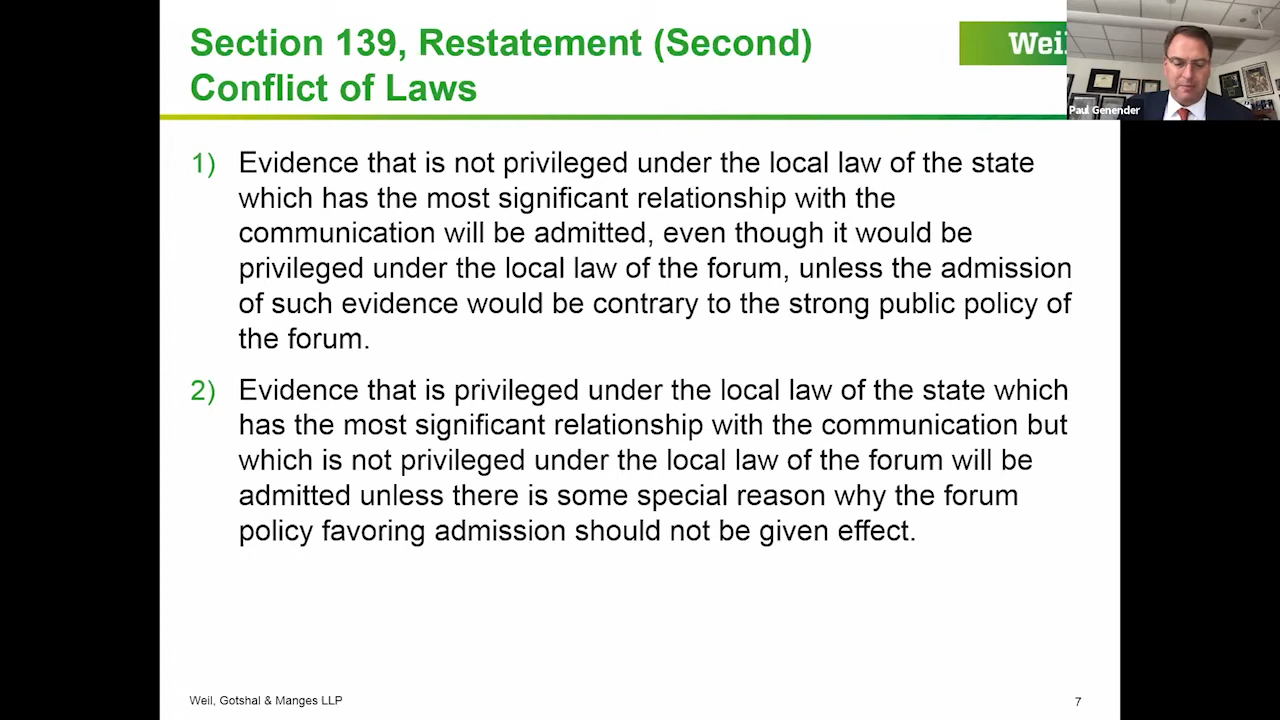 Section 139, Restatement (Second)
Conflict of Laws
Weil
Paul Genender
1) Evidence that is not privileged under the local law of the state
which has the most significant relationship with the
communication will be admitted, even though it would be
privileged under the local law of the forum, unless the admission
of such evidence would be contrary to the strong public policy of
the forum.
2) Evidence that is privileged under the local law of the state which
has the most significant relationship with the communication but
which is not privileged under the local law of the forum will be
admitted unless there is some special reason why the forum
policy favoring admission should not be given effect.
Weil, Gotshal & Manges LLP
7